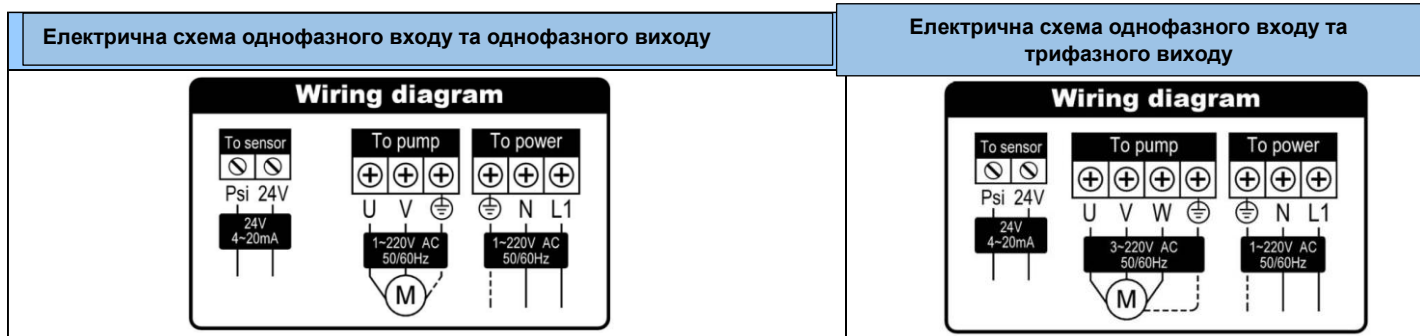 Електрична схема однофазного входу та однофазного виходу
Електрична схема однофазного входу та
трифазного виходу
Wiring diagram
To sensor
To pump
To power
Psi 24V
U V
N L1
24V
4~20mA
1~220V AC
50/60Hz
1~220V AC
50/60Hz
M
Wiring diagram
To sensor
To pump
To power
Psi 24V
U V W
N L1
24V
4~20mA
3~220V AC
50/60Hz
1~220V AC
50/60Hz
M